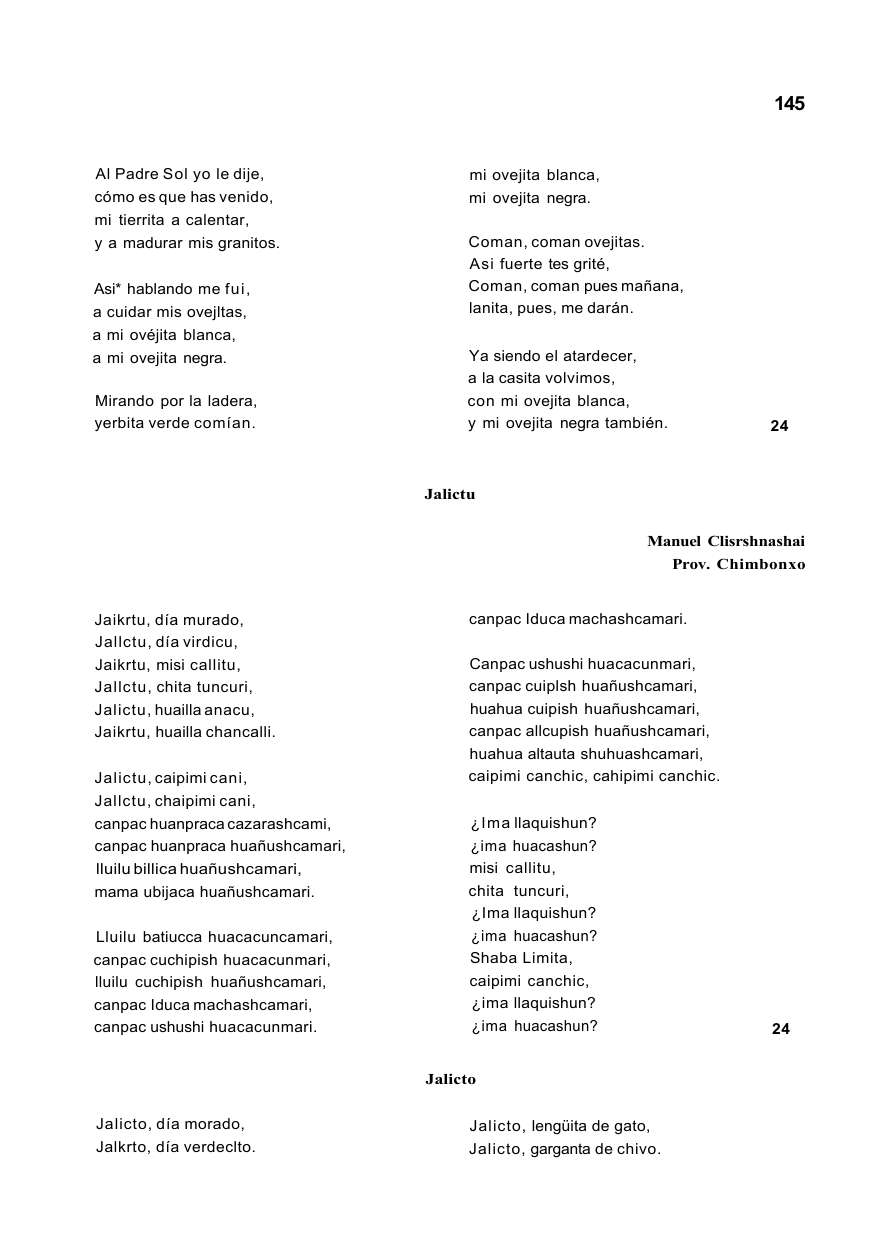 145
Al Padre Sol yo le dije,
cómo es que has venido,
mi tierrita a calentar,
y a madurar mis granitos.
Asi* hablando me fui,
a cuidar mis ovejltas,
a mi ovéjita blanca,
a mi ovejita negra.
Mirando por la ladera,
yerbita verde comían.
mi ovejita blanca,
mi ovejita negra.
Coman, coman ovejitas.
Asi fuerte tes grité,
Coman, coman pues mañana,
lanita, pues, me darán.
Ya siendo el atardecer,
a la casita volvimos,
con mi ovejita blanca,
y mi ovejita negra también.
24
Jalictu
Manuel Clisrshnashai
Prov. Chimbonxo
Jaikrtu, día murado,
Jallctu, día virdicu,
Jaikrtu, misi callitu,
Jallctu, chita tuncuri,
Jalictu, huailla anacu,
Jaikrtu, huailla chancalli.
Jalictu, caipimi cani,
Jallctu, chaipimi cani,
canpac huanpraca cazarashcami,
canpac huanpraca huañushcamari,
lluilu billica huañushcamari,
mama ubijaca huañushcamari.
Lluilu batiucca huacacuncamari,
canpac cuchipish huacacunmari,
lluilu cuchipish huañushcamari,
canpac lduca machashcamari,
canpac ushushi huacacunmari.
canpac lduca machashcamari.
Canpac ushushi huacacunmari,
canpac cuiplsh huañushcamari,
huahua cuipish huañushcamari,
canpac allcupish huañushcamari,
huahua altauta shuhuashcamari,
caipimi canchic, cahipimi canchic.
¿Ima llaquishun?
¿ima huacashun?
misi callitu,
chita tuncuri,
¿Ima llaquishun?
¿ima huacashun?
Shaba Limita,
caipimi canchic,
¿ima llaquishun?
¿ima huacashun?
24
Jalicto
Jalicto, día morado,
Jalkrto, día verdeclto.
Jalicto, lengüita de gato,
Jalicto, garganta de chivo.